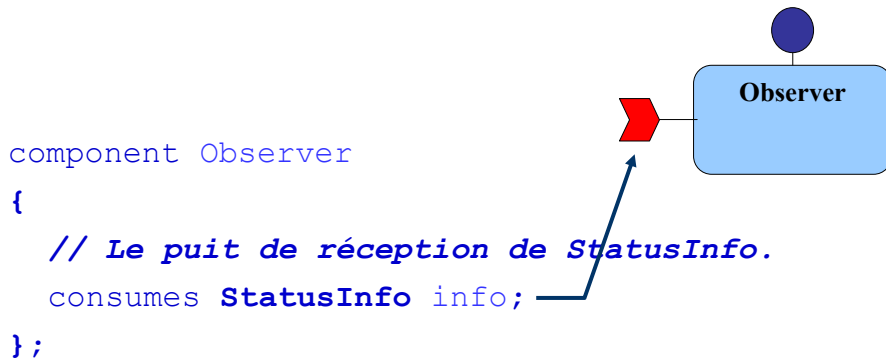 Observer
component Observer
{
// Le puit de réception de StatusInfo.
consumes StatusInfo info;
};